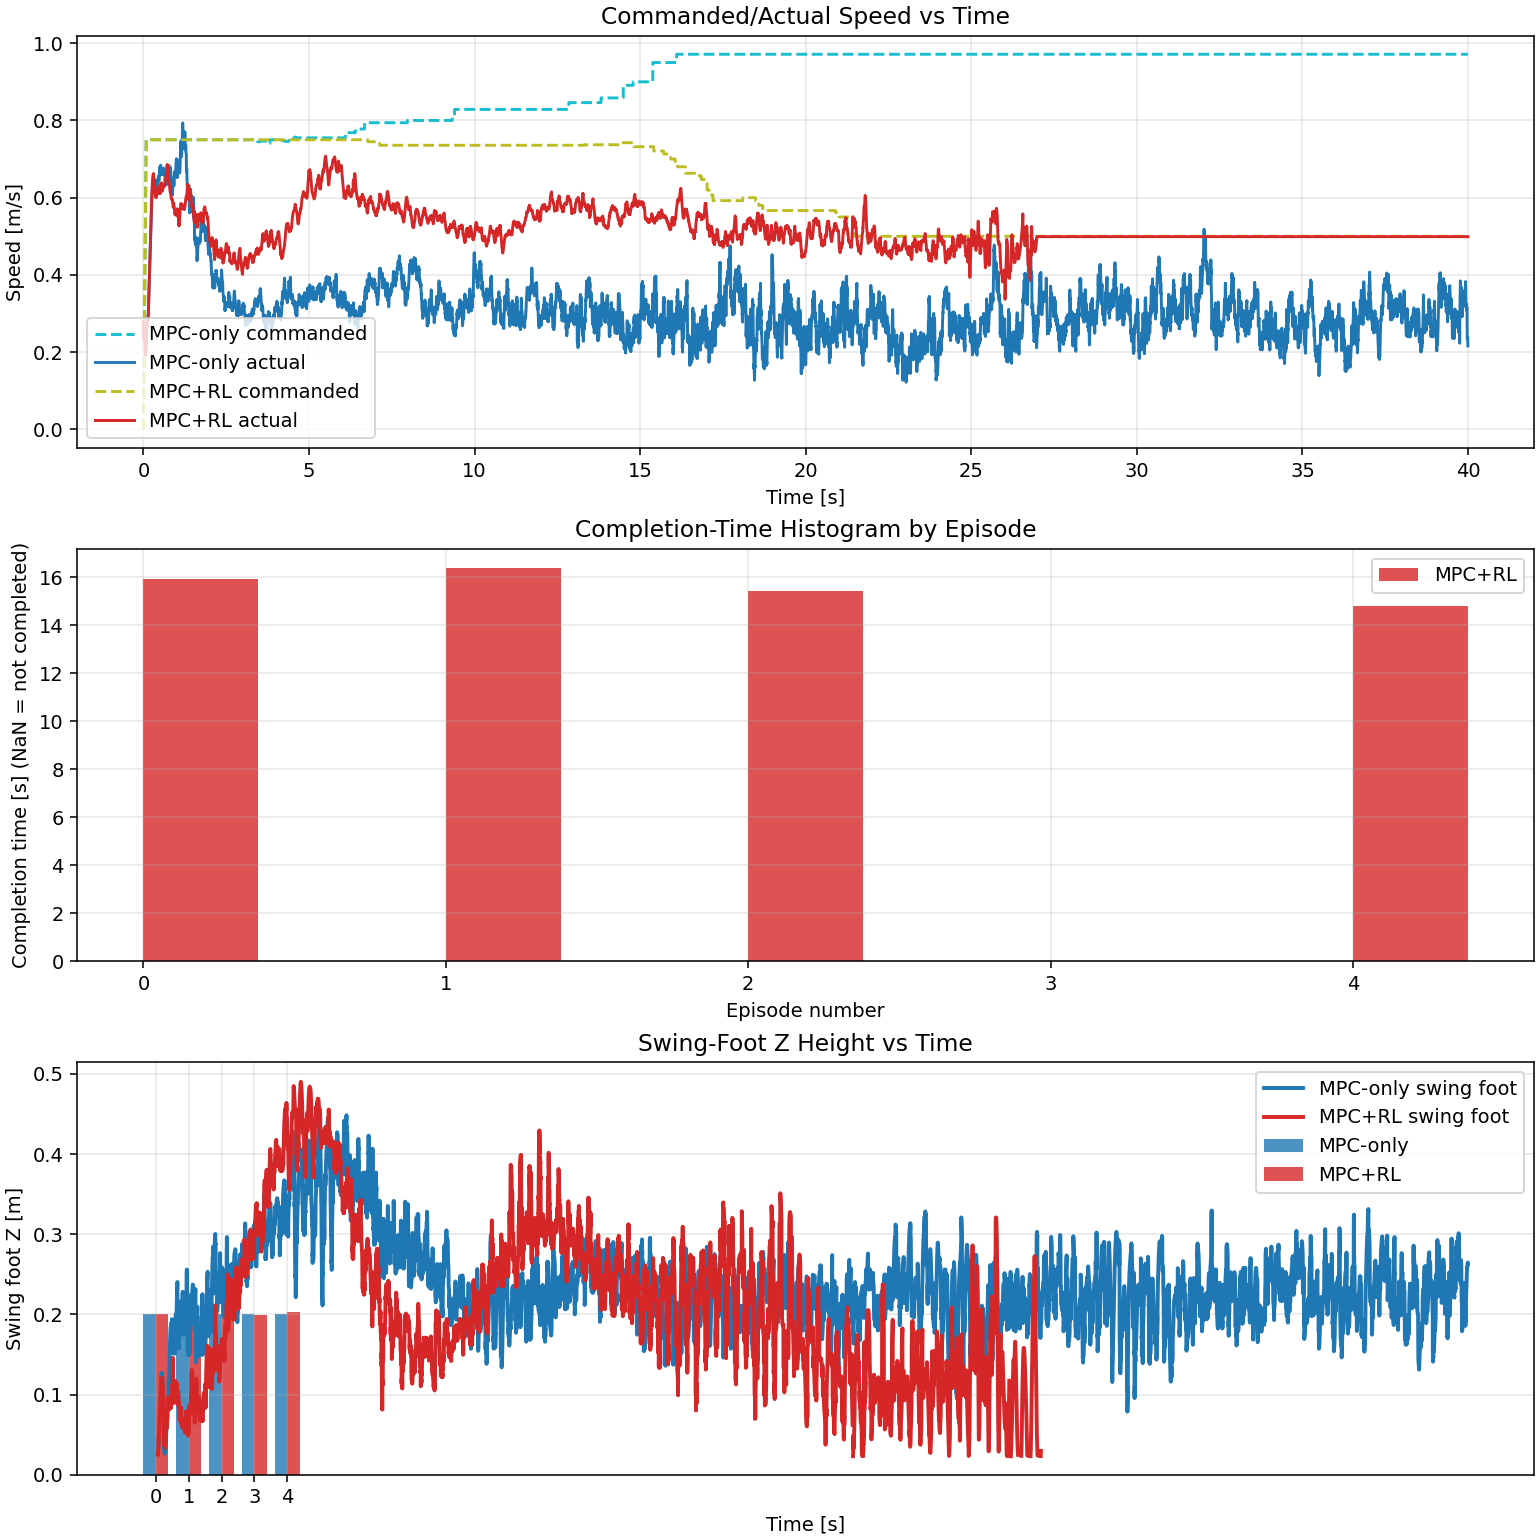 Commanded/Actual Speed vs Time
Speed [m/s]
1.0
0.8
0.6
0.4
0.2
0.0
MPC-only commanded
MPC-only actual
MPC+RL commanded
MPC+RL actual
0 5 10 15 20 25 30 35 40
Time [s]
Completion-Time Histogram by Episode
Completion time [s] (NaN = not completed)
16
14
12
10
8
6
4
2
0
MPC+RL
0 1 2 3 4
Episode number
Swing-Foot Z Height vs Time
Swing foot Z [m]
0.5
0.4
0.3
0.2
0.1
0.0
MPC-only swing foot
MPC+RL swing foot
MPC-only
MPC+RL
0 1 2 3 4
Time [s]